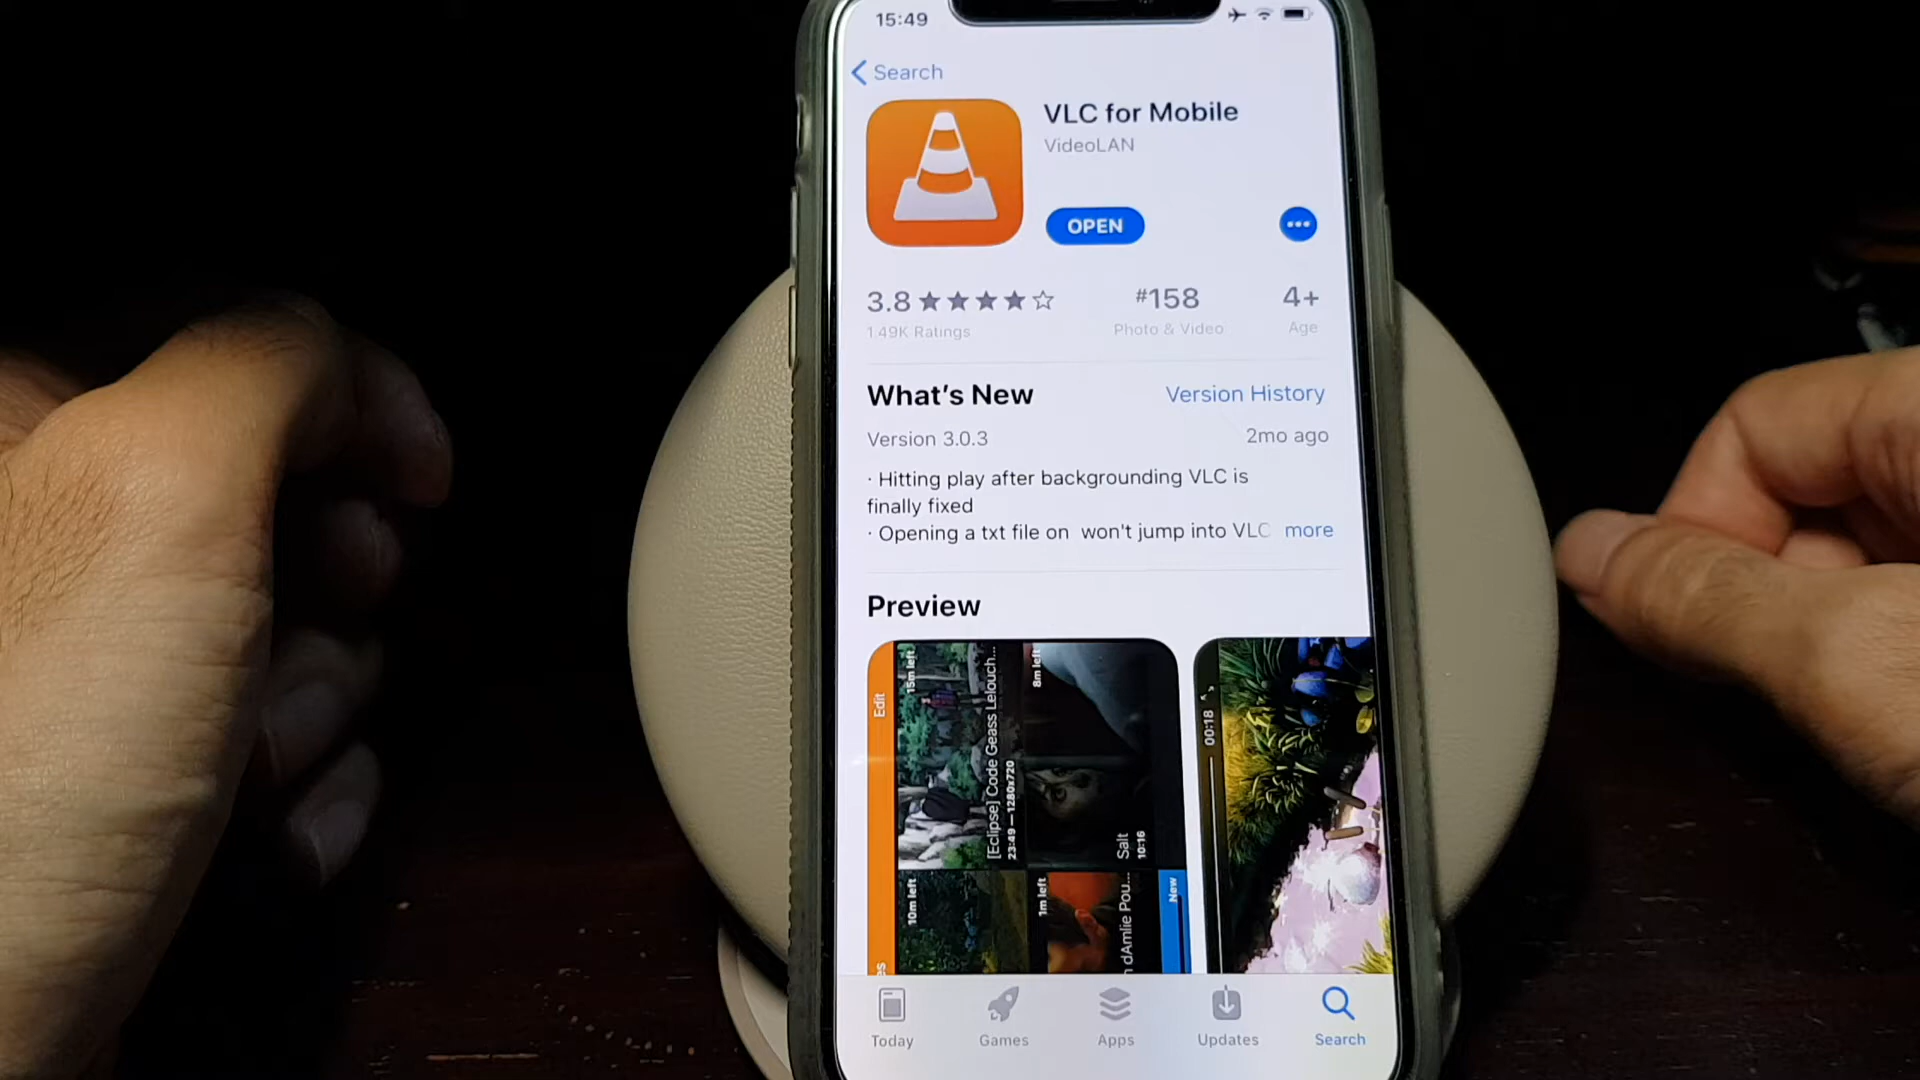 15:49
Search
VLC for Mobile
VideoLAN
OPEN
3.8
#158
4+
1.49K Ratings
Photo & Video
Age
What's New
Version History
Version 3.0.3
2mo ago
· Hitting play after backgrounding VLC is
finally fixed
· Opening a txt file on won't jump into VLC
more
Preview
Edit
15m left
[Eclipse] Code Geass Lelouch...
23:49 — 1280x720
8m left
Salt
10:16
10m left
1m left
dAmlie Pou...
New
00:18
Today
Games
Apps
Updates
Search